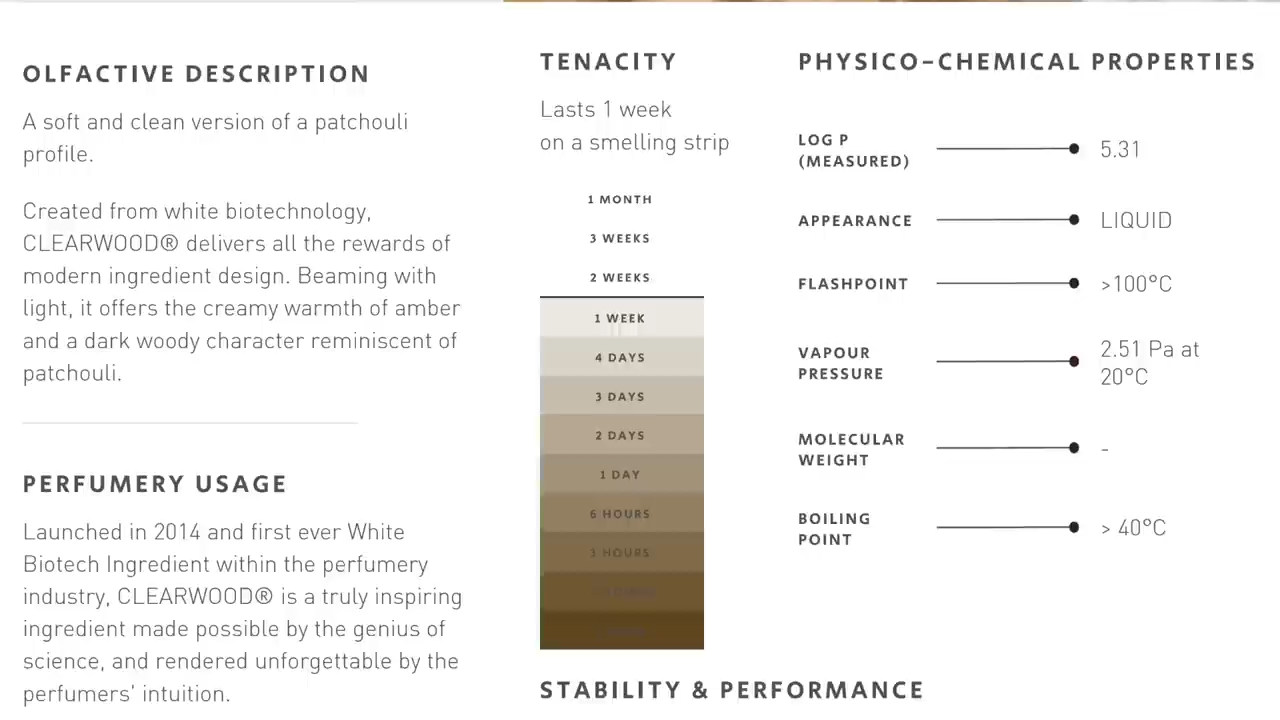 OLFACTIVE DESCRIPTION
A soft and clean version of a patchouli
profile.
Created from white biotechnology,
CLEARWOOD® delivers all the rewards of
modern ingredient design. Beaming with
light, it offers the creamy warmth of amber
and a dark woody character reminiscent of
patchouli.
PERFUMERY USAGE
Launched in 2014 and first ever White
Biotech Ingredient within the perfumery
industry, CLEARWOOD® is a truly inspiring
ingredient made possible by the genius of
science, and rendered unforgettable by the
perfumers' intuition.
TENACITY
Lasts 1 week
on a smelling strip
1 MONTH
3 WEEKS
2 WEEKS
1 WEEK
4 DAYS
3 DAYS
2 DAYS
1 DAY
6 HOURS
3 HOURS
STABILITY & PERFORMANCE
PHYSICO-CHEMICAL PROPERTIES
LOG P
(MEASURED)
5.31
APPEARANCE
LIQUID
FLASHPOINT
>100°C
VAPOUR
PRESSURE
2.51 Pa at
20°C
MOLECULAR
WEIGHT
-
BOILING
POINT
> 40°C